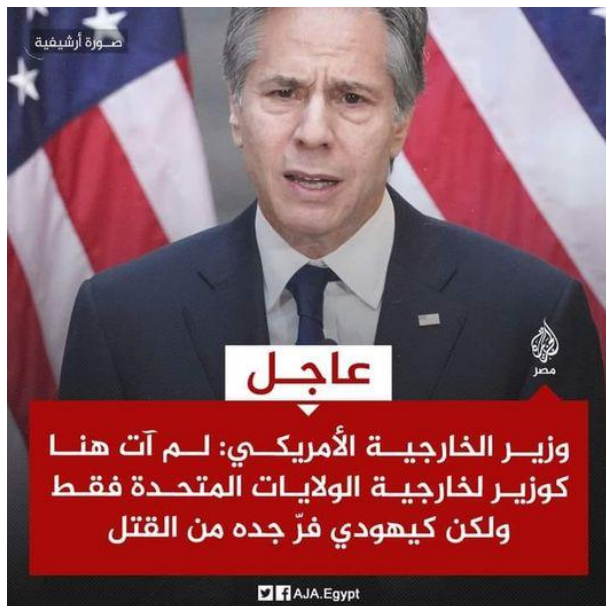 صورة أرشيفية
مصر
عاجل
وزير الخارجية الأمريكي: لم آت هنا
كوزير لخارجية الولايات المتحدة فقط
ولكن كيهودي فرّ جده من القتل
AJA.Egypt